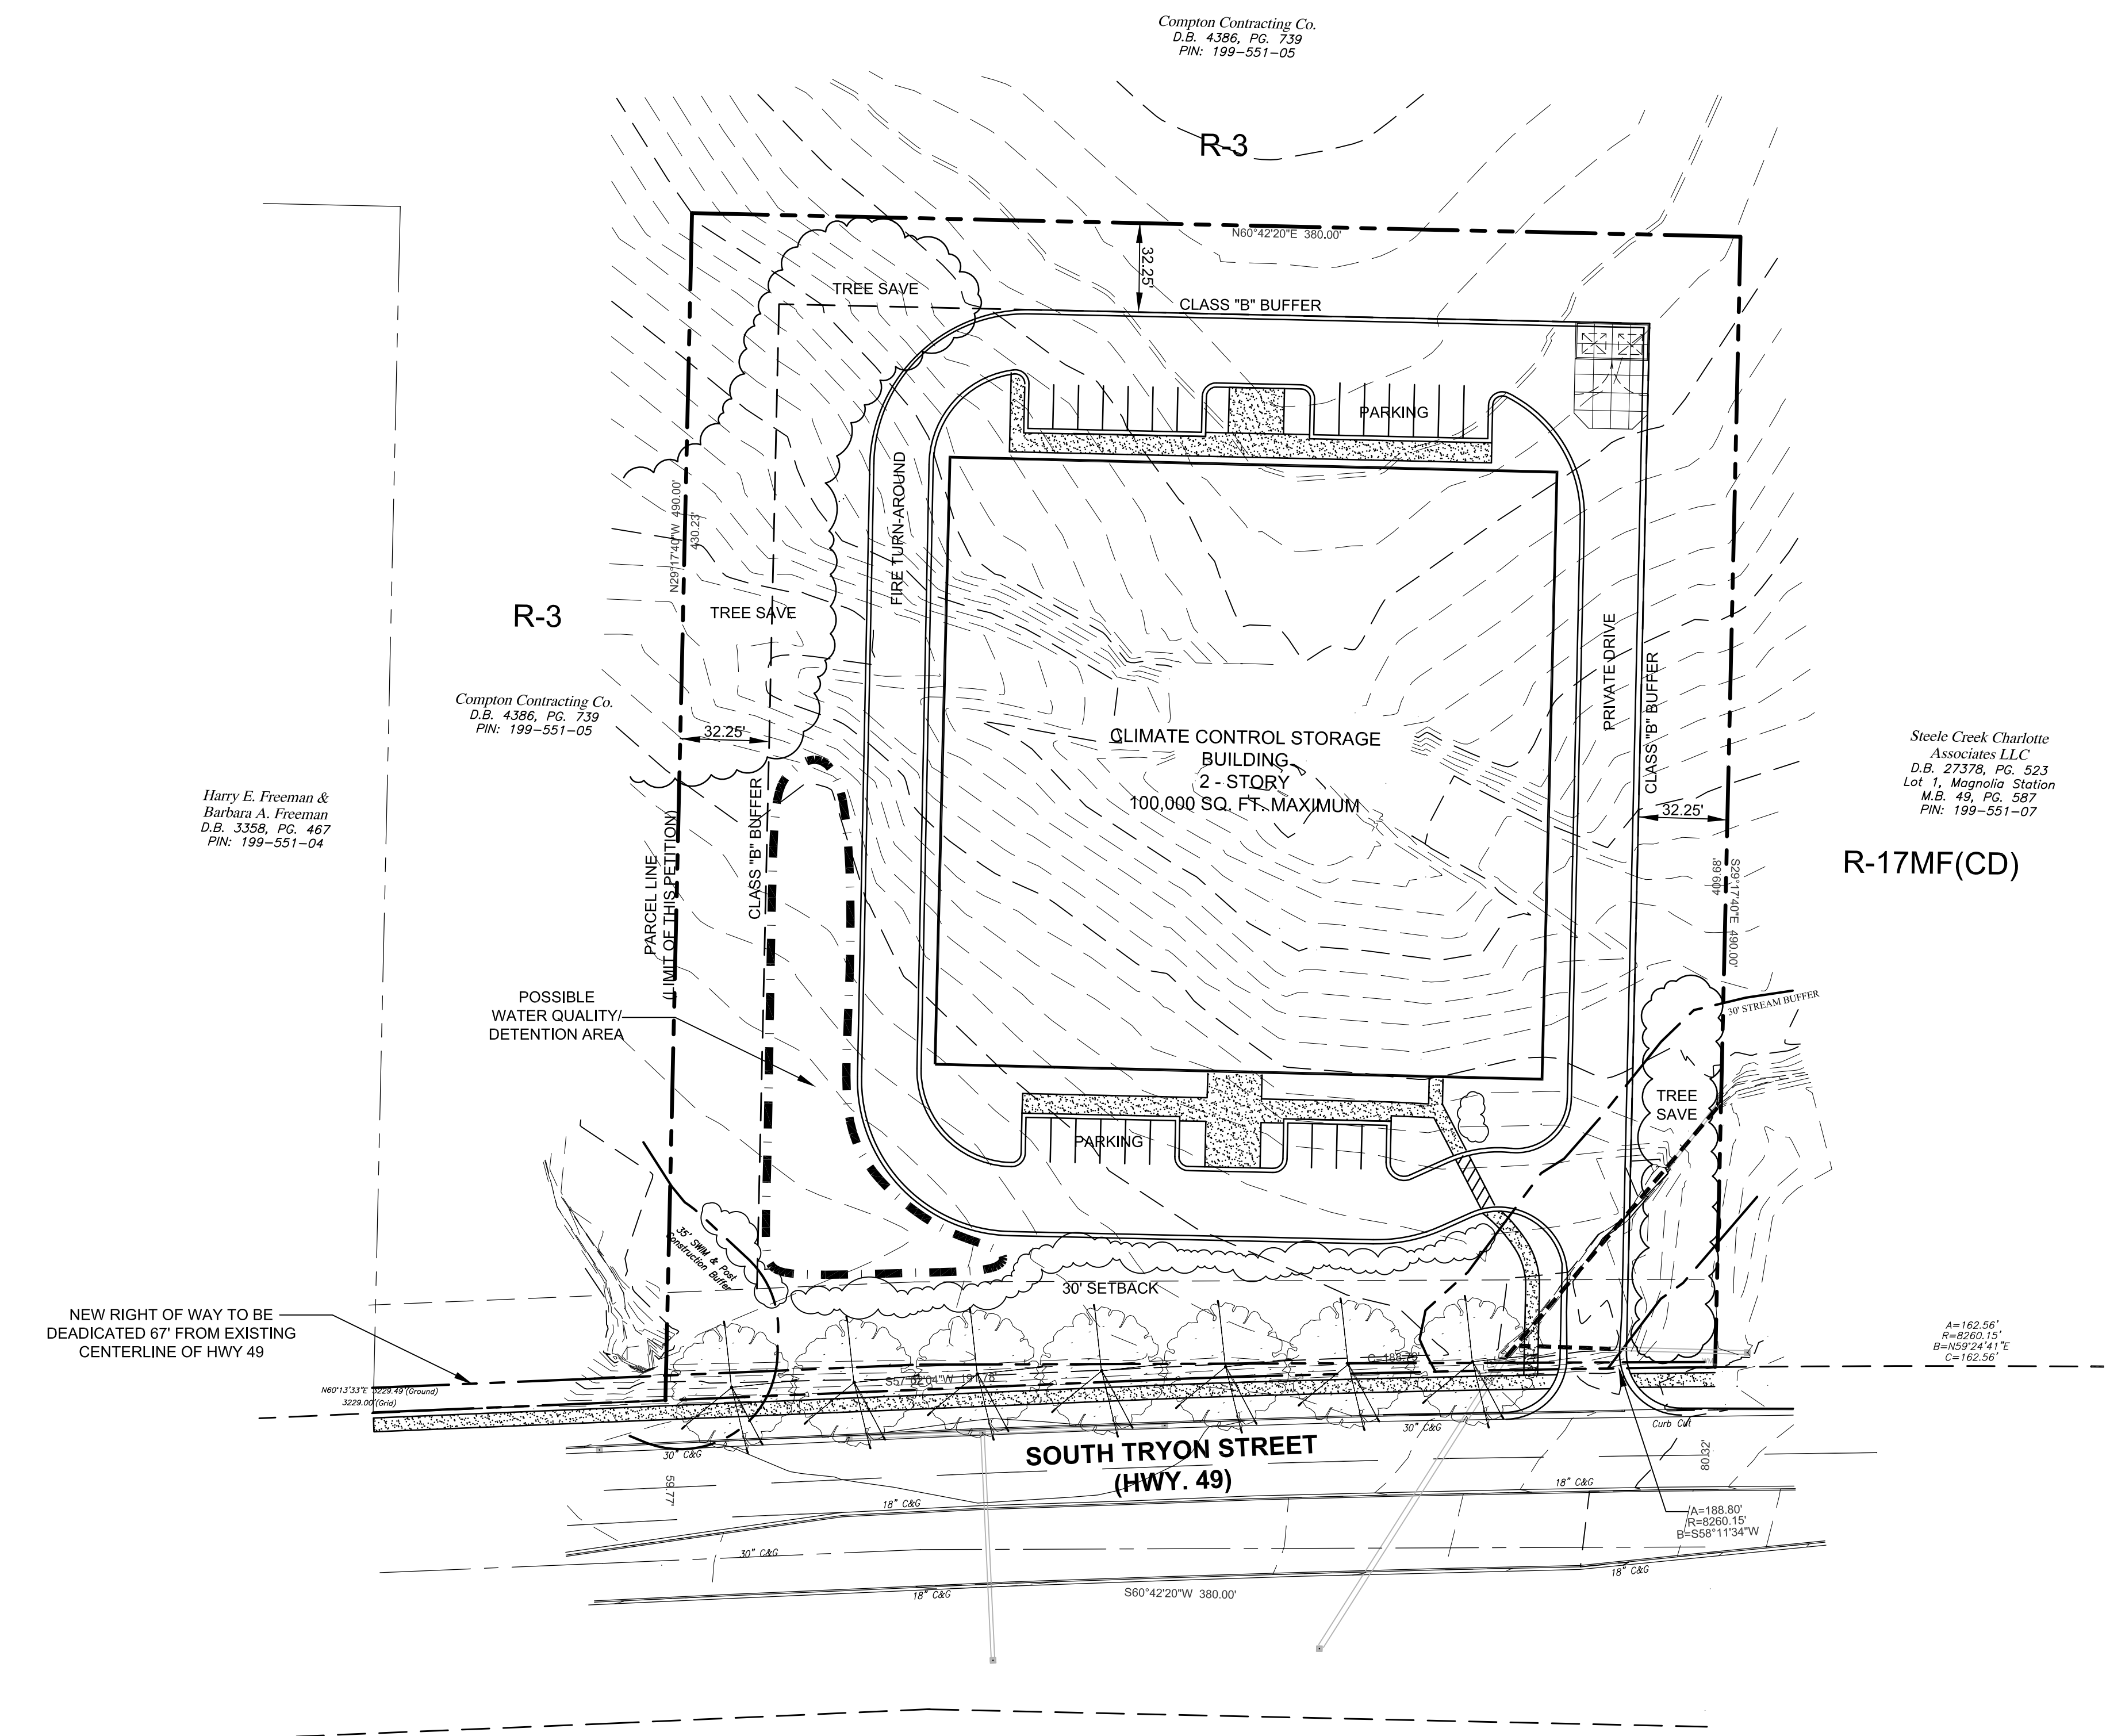 Compton Contracting Co.
D.B. 4386, PG. 739
PIN: 199-551-05
R-3
N60°42'20"E 380.00'
32.25'
TREE SAVE
CLASS "B" BUFFER
PARKING
FIRE TURN-AROUND
N29°17'40"W 490.00'
430.23'
R-3
TREE SAVE
PRIVATE DRIVE
CLASS "B" BUFFER
Compton Contracting Co.
D.B. 4386, PG. 739
PIN: 199-551-05
32.25'
CLIMATE CONTROL STORAGE
BUILDING
2 - STORY
100,000 SQ. FT. MAXIMUM
32.25'
Steele Creek Charlotte
Associates LLC
D.B. 27378, PG. 523
Lot 1, Magnolia Station
M.B. 49, PG. 587
PIN: 199-551-07
Harry E. Freeman &
Barbara A. Freeman
D.B. 3358, PG. 467
PIN: 199-551-04
PARCEL LINE
(LIMIT OF THIS PETITION)
CLASS "B" BUFFER
409.68'
S29°17'40"E 490.00'
R-17MF(CD)
POSSIBLE
WATER QUALITY/
DETENTION AREA
30' STREAM BUFFER
TREE
SAVE
PARKING
35' SWIM & Post
Construction Buffer
30' SETBACK
NEW RIGHT OF WAY TO BE
DEADICATED 67' FROM EXISTING
CENTERLINE OF HWY 49
A=162.56'
R=8260.15'
B=N59°24'41"E
C=162.56'
C=188.79'
S57°02'04"W 191.78'
N60°13'33"E 3229.49'(Ground)
3229.00'(Grid)
30" C&G
30" C&G
Curb Cut
SOUTH TRYON STREET
(HWY. 49)
59.77'
80.32'
18" C&G
18" C&G
A=188.80'
R=8260.15'
B=S58°11'34"W
30" C&G
18" C&G
18" C&G
S60°42'20"W 380.00'